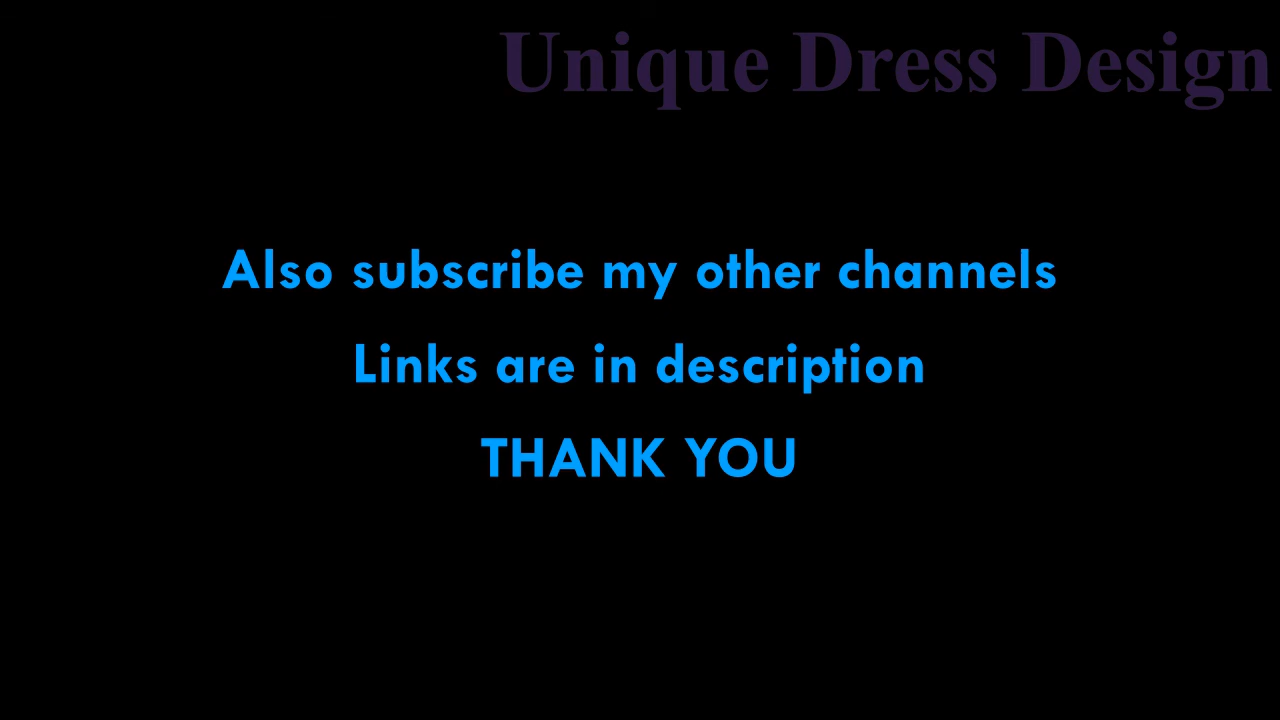 Unique Dress Design
Also subscribe my other channels
Links are in description
THANK YOU